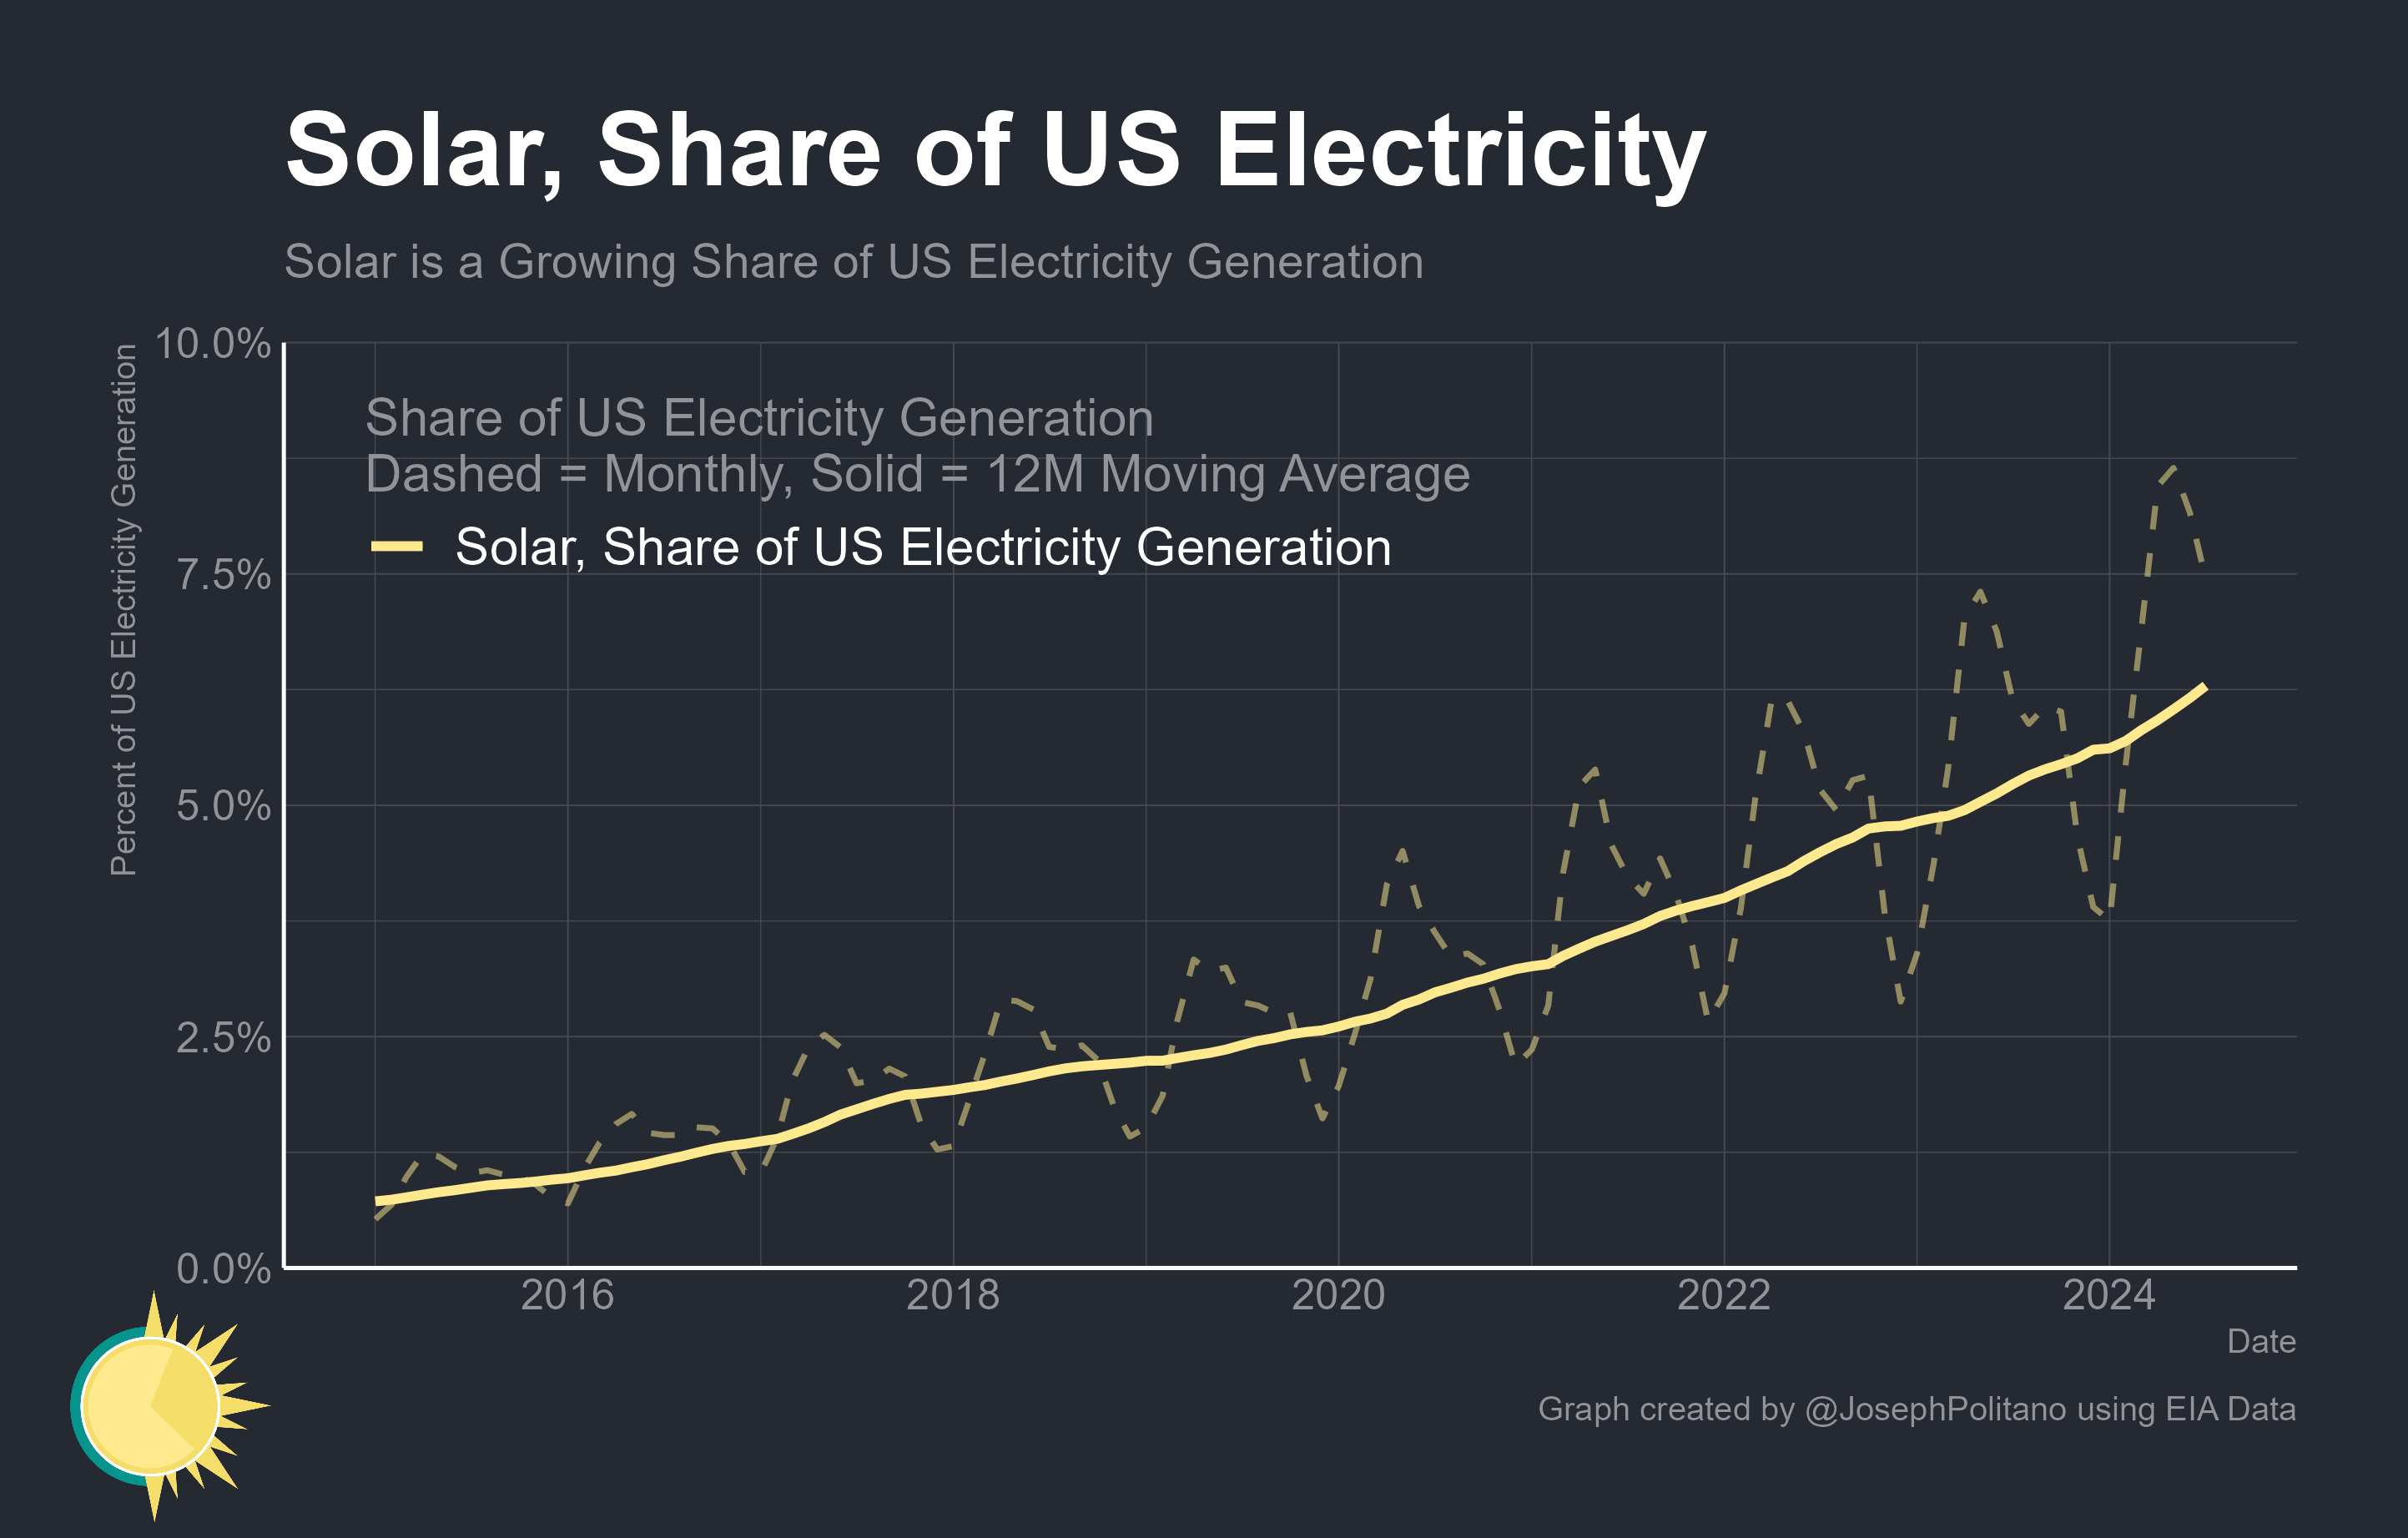 Solar, Share of US Electricity
Solar is a Growing Share of US Electricity Generation
Percent of US Electricity Generation
10.0%
7.5%
5.0%
2.5%
0.0%
Share of US Electricity Generation
Dashed = Monthly, Solid = 12M Moving Average
Solar, Share of US Electricity Generation
2016
2018
2020
2022
2024
Date
Graph created by @JosephPolitano using EIA Data